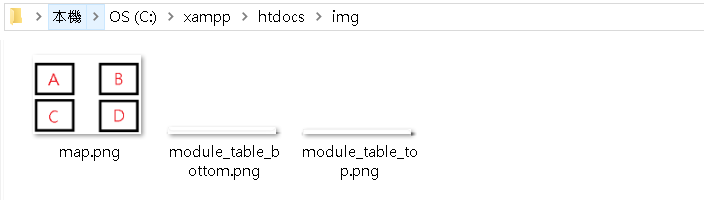 本機 > OS (C:) > xampp > htdocs > img
A B
C D
map.png
module_table_b
ottom.png
module_table_to
p.png